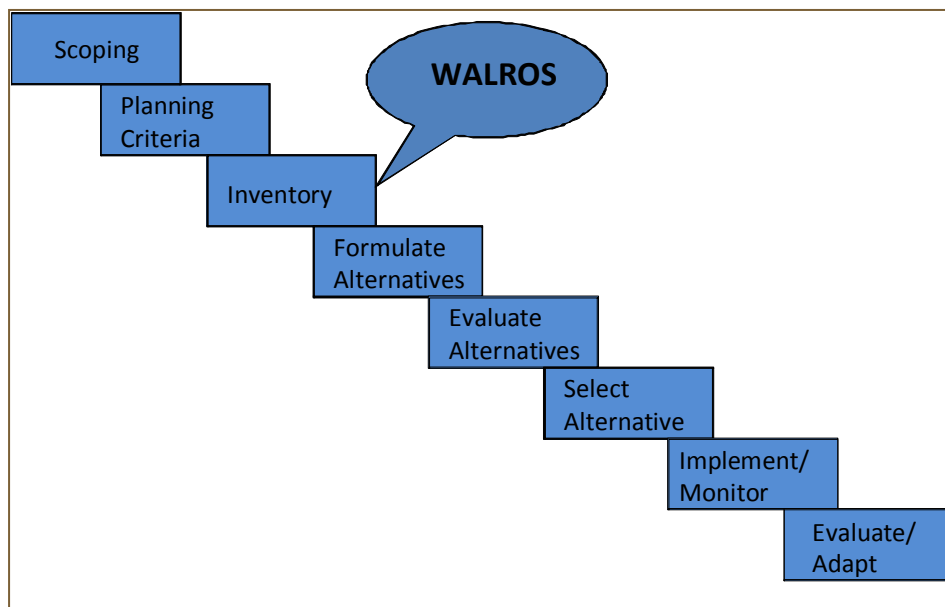 Scoping
WALROS
Planning
Criteria
Inventory
Formulate
Alternatives
Evaluate
Alternatives
Select
Alternative
Implement/
Monitor
Evaluate/
Adapt